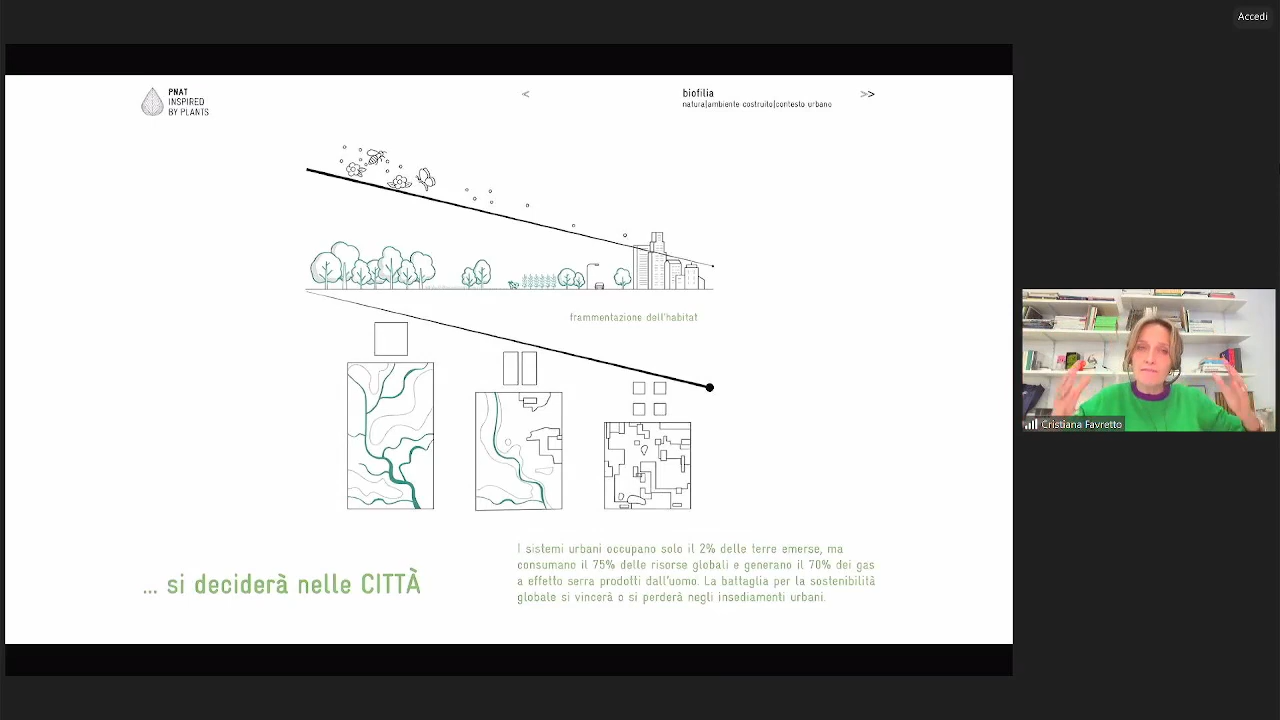 Accedi
PNAT
INSPIRED
BY PLANTS
<
biofilia
natura|ambiente costruito|contesto urbano
>>
frammentazione dell'habitat
... si deciderà nelle CITTÀ
I sistemi urbani occupano solo il 2% delle terre emerse, ma
consumano il 75% delle risorse globali e generano il 70% dei gas
a effetto serra prodotti dall'uomo. La battaglia per la sostenibilità
globale si vincerà o si perderà negli insediamenti urbani.
Cristiana Favretto